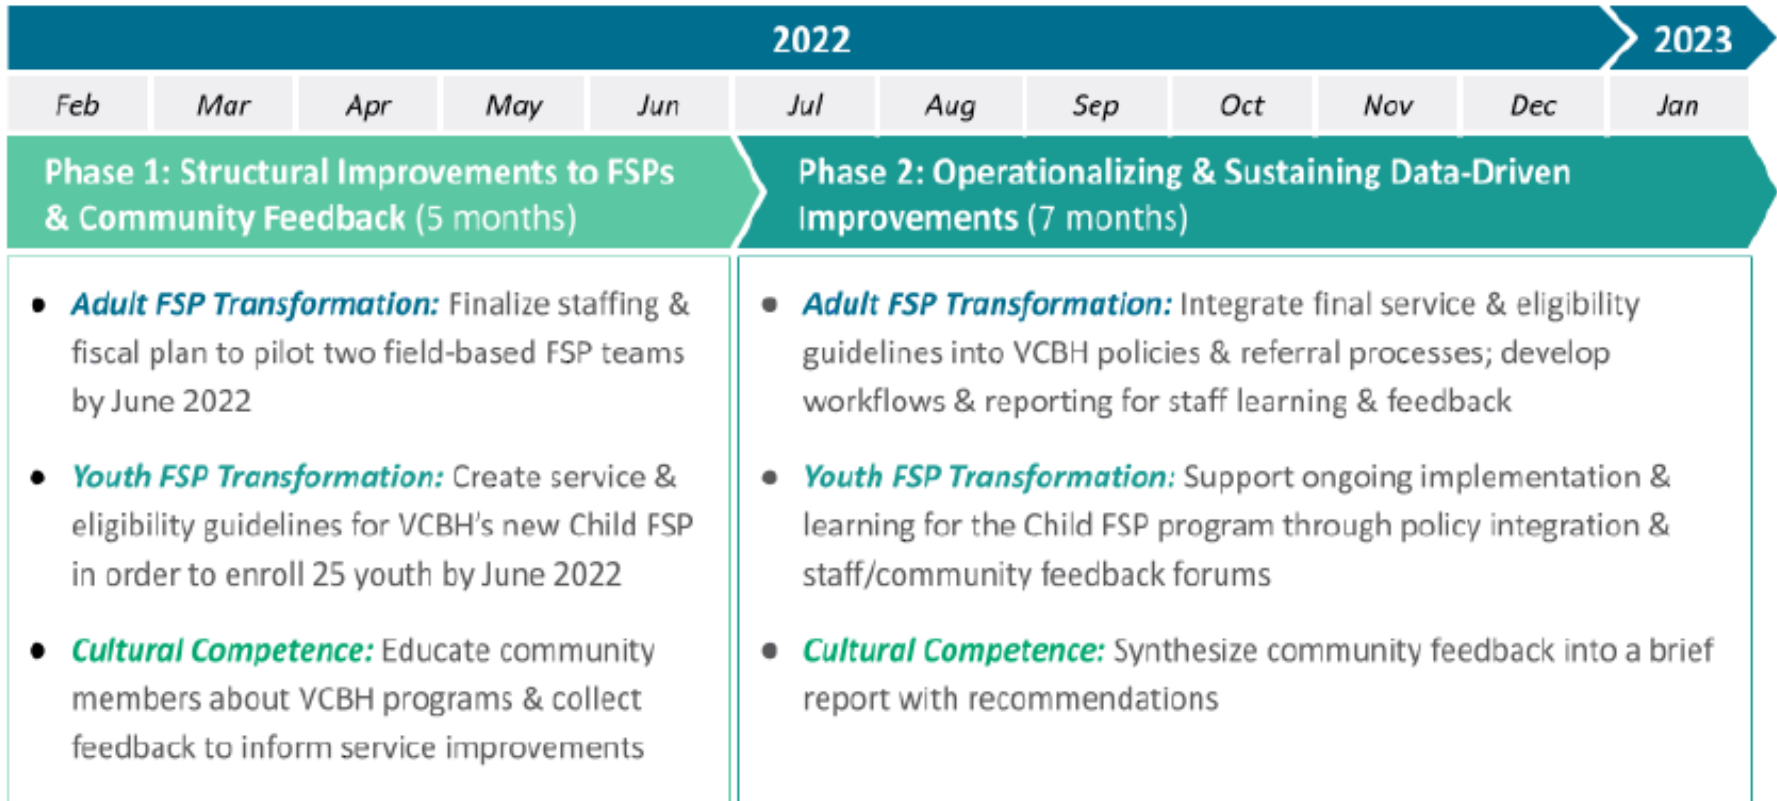 2022
2023
Feb Mar Apr May Jun Jul Aug Sep Oct Nov Dec Jan
Phase 1: Structural Improvements to FSPs
& Community Feedback (5 months)
Phase 2: Operationalizing & Sustaining Data-Driven
Improvements (7 months)
• Adult FSP Transformation: Finalize staffing &
fiscal plan to pilot two field-based FSP teams
by June 2022
• Youth FSP Transformation: Create service &
eligibility guidelines for VCBH’s new Child FSP
in order to enroll 25 youth by June 2022
• Cultural Competence: Educate community
members about VCBH programs & collect
feedback to inform service improvements
• Adult FSP Transformation: Integrate final service & eligibility
guidelines into VCBH policies & referral processes; develop
workflows & reporting for staff learning & feedback
• Youth FSP Transformation: Support ongoing implementation &
learning for the Child FSP program through policy integration &
staff/community feedback forums
• Cultural Competence: Synthesize community feedback into a brief
report with recommendations